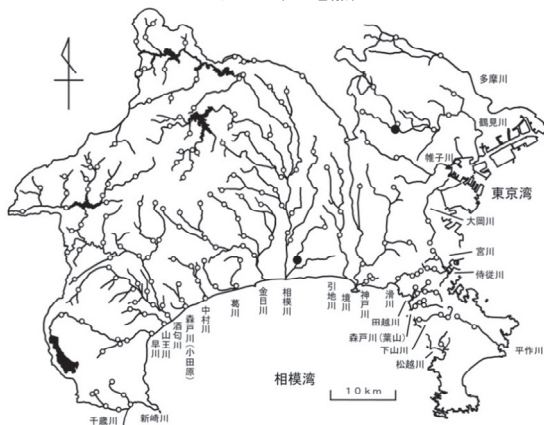 多摩川
鶴見川
帷子川
東京湾
大岡川
宮川
侍従川
平作川
松越川
下山川
森戸川(葉山)
田越川
滑川
神戸川
境川
引地川
相模川
金目川
葛川
中村川
森戸川(小田原)
酒匂川
山王川
早川
新崎川
千歳川
相模湾
10km